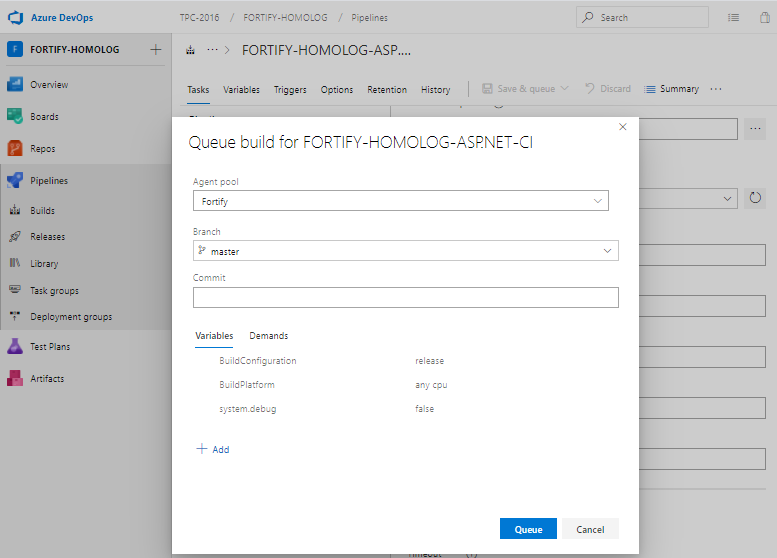 Azure DevOps
TPC-2016 / FORTIFY-HOMOLOG / Pipelines
Search
F FORTIFY-HOMOLOG
FORTIFY-HOMOLOG-ASP....
Overview
Boards
Repos
Pipelines
Builds
Releases
Library
Task groups
Deployment groups
Test Plans
Artifacts
Tasks Variables Triggers Options Retention History Save & queue Discard Summary ...
Queue build for FORTIFY-HOMOLOG-ASP.NET-CI
Agent pool
Fortify
Branch
master
Commit
Variables Demands
BuildConfiguration release
BuildPlatform any cpu
system.debug false
Add
Queue Cancel